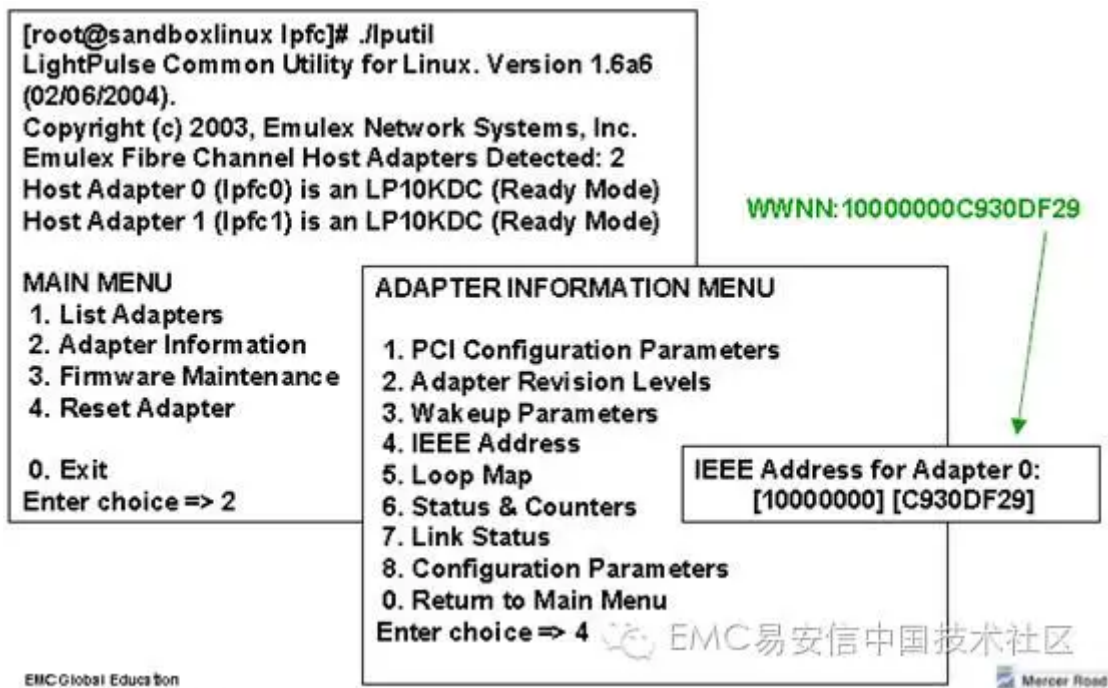 [root@sandboxlinux lpfc]# ./lputil
LightPulse Common Utility for Linux. Version 1.6a6
(02/06/2004).
Copyright (c) 2003, Emulex Network Systems, Inc.
Emulex Fibre Channel Host Adapters Detected: 2
Host Adapter 0 (lpfc0) is an LP10KDC (Ready Mode)
Host Adapter 1 (lpfc1) is an LP10KDC (Ready Mode)
MAIN MENU
1. List Adapters
2. Adapter Information
3. Firmware Maintenance
4. Reset Adapter
0. Exit
Enter choice => 2
ADAPTER INFORMATION MENU
1. PCI Configuration Parameters
2. Adapter Revision Levels
3. Wakeup Parameters
4. IEEE Address
5. Loop Map
6. Status & Counters
7. Link Status
8. Configuration Parameters
0. Return to Main Menu
Enter choice => 4
WWNN:10000000C930DF29
IEEE Address for Adapter 0:
[10000000] [C930DF29]
EMC易安信中国技术社区
EMC Global Education
Mercer Road